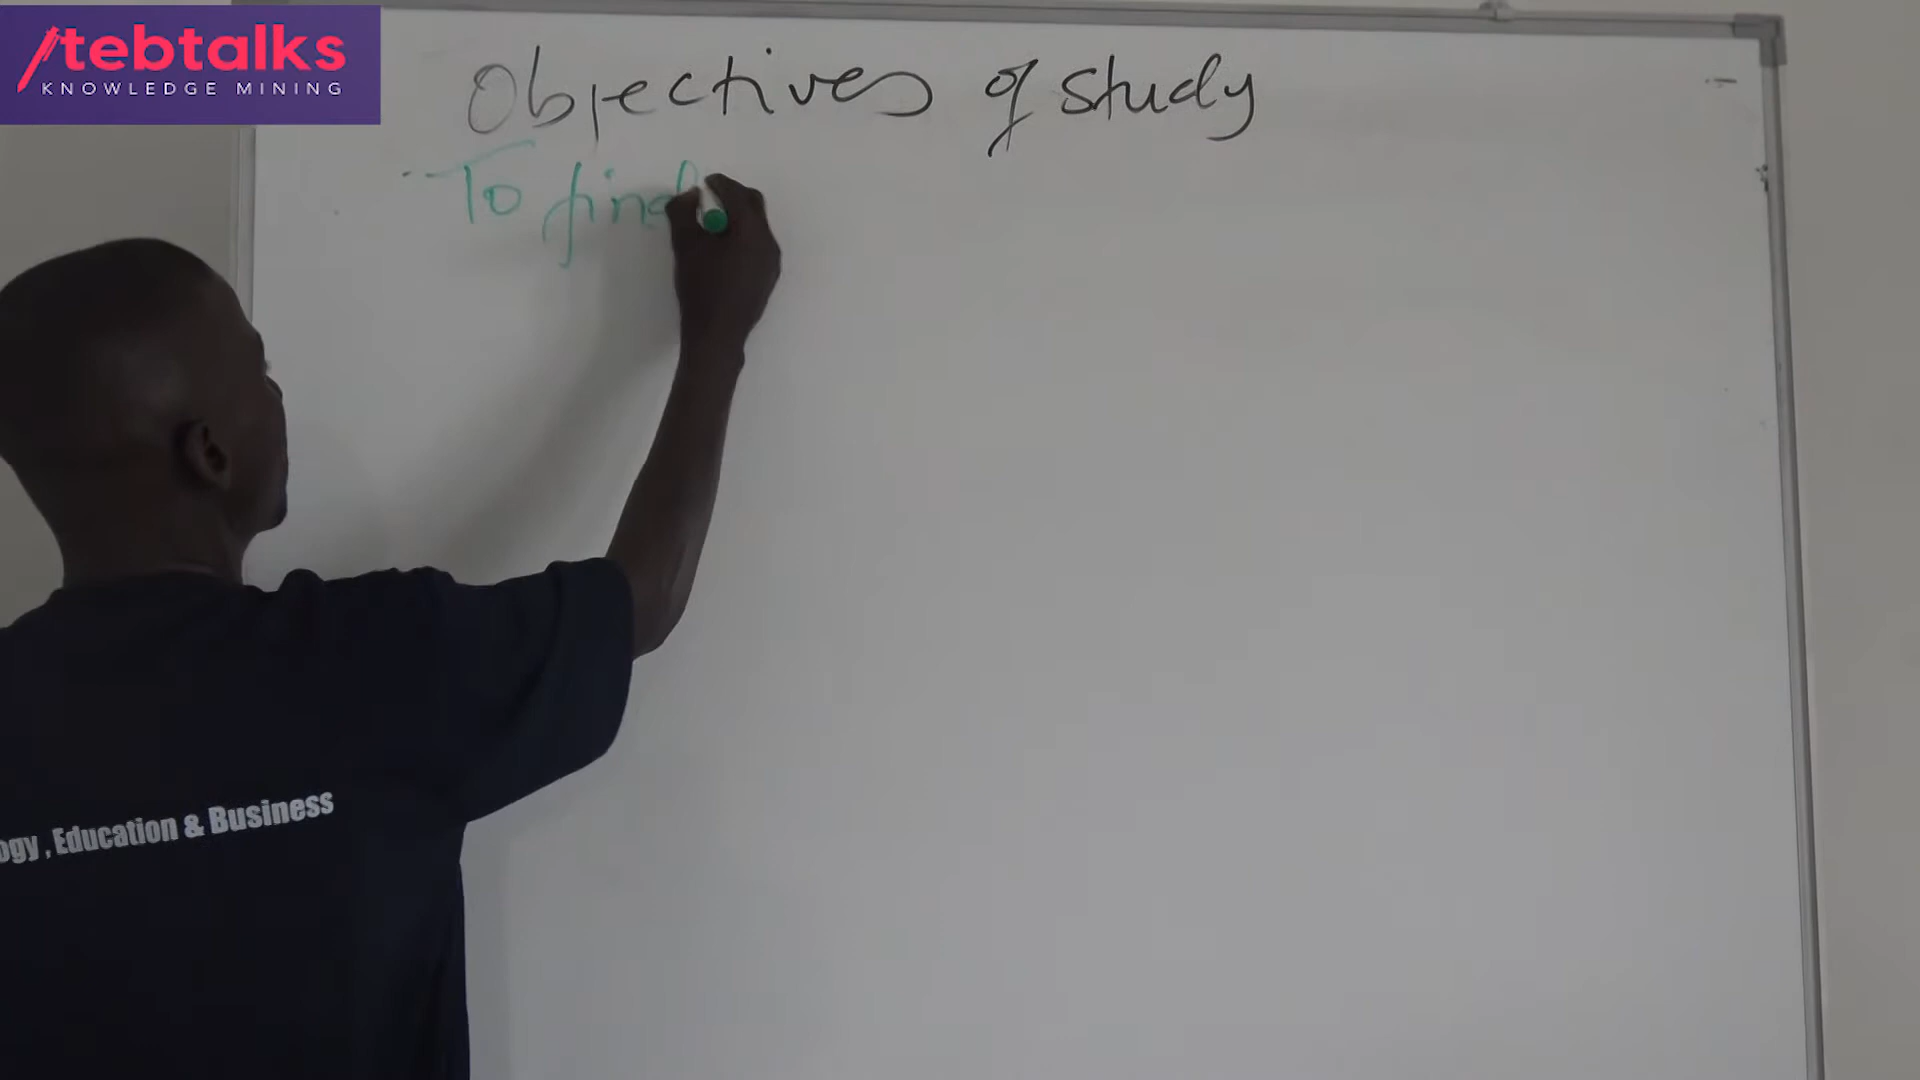 tebtalks
KNOWLEDGE MINING
Objectives of study
To find
ogy , Education & Business